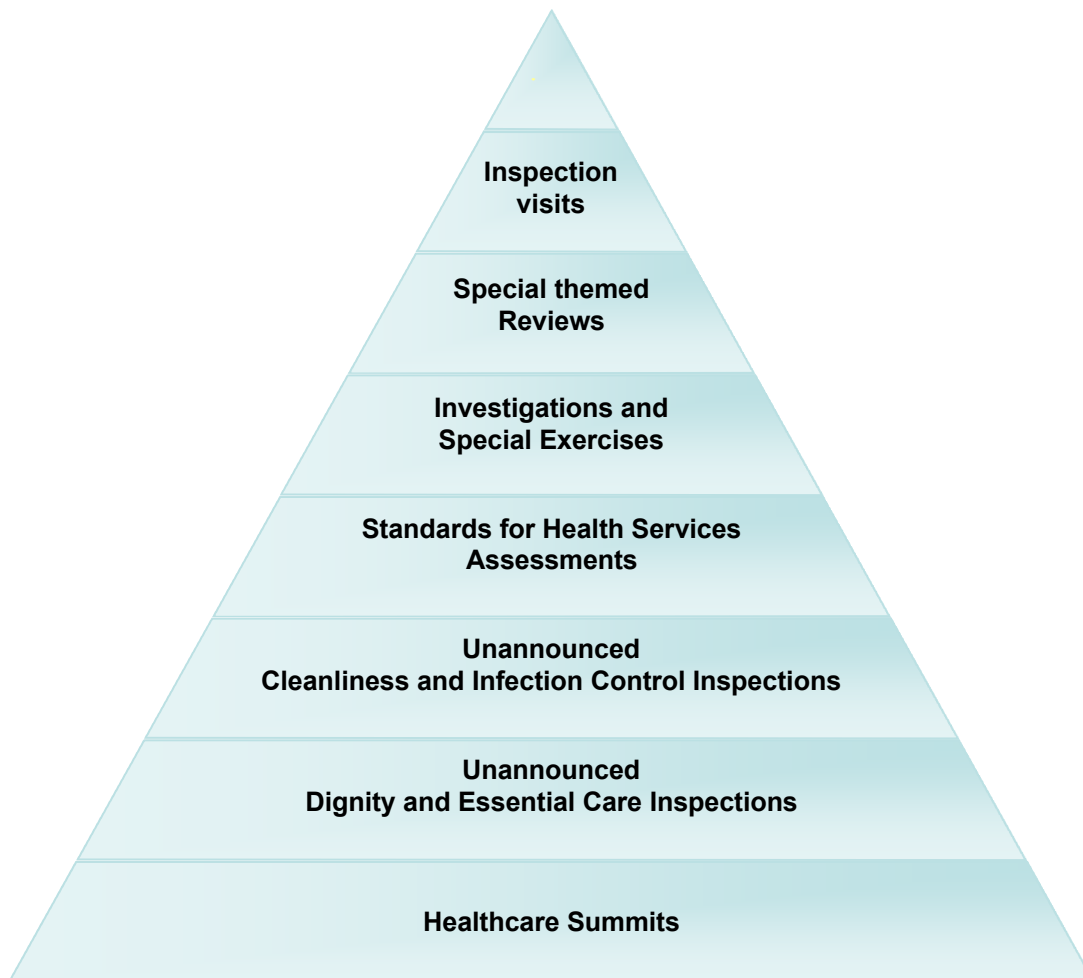 Inspection
visits
Special themed
Reviews
Investigations and
Special Exercises
Standards for Health Services
Assessments
Unannounced
Cleanliness and Infection Control Inspections
Unannounced
Dignity and Essential Care Inspections
Healthcare Summits